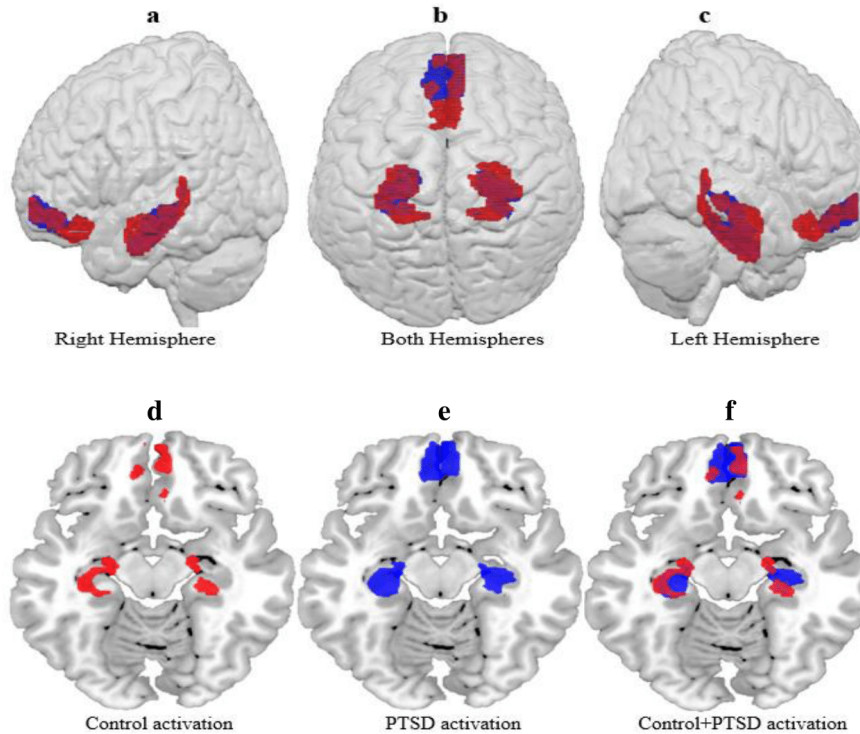 a
b
c
Right Hemisphere
Both Hemispheres
Left Hemisphere
d
e
f
Control activation
PTSD activation
Control+PTSD activation